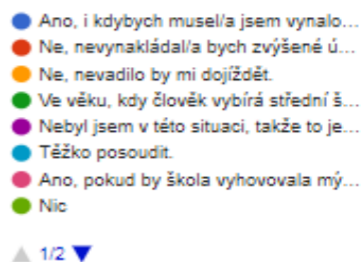 Ano, i kdybych musel/a jsem vynalo...
Ne, nevynakládal/a bych zvýšené ú...
Ne, nevadilo by mi dojíždět.
Ve věku, kdy člověk vybírá střední š...
Nebyl jsem v této situaci, takže to je...
Těžko posoudit.
Ano, pokud by škola vyhovovala mý...
Nic
1/2